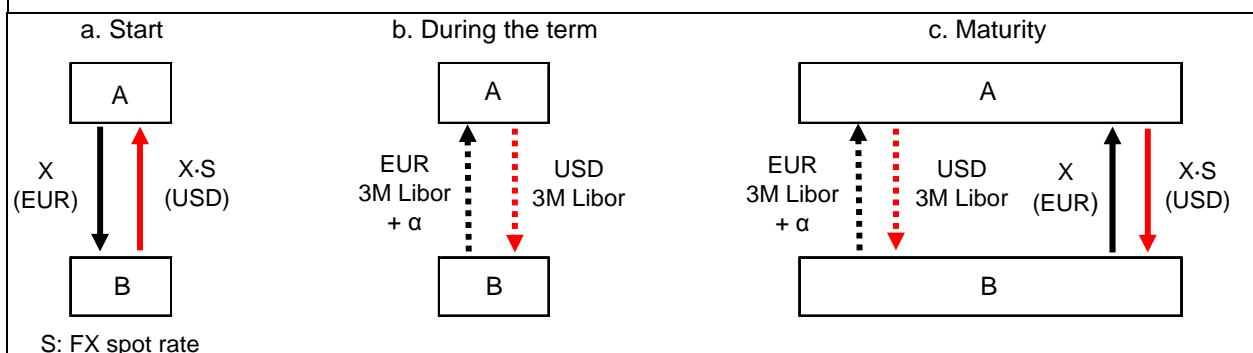 a. Start
b. During the term
c. Maturity
A
A
A
X
(EUR)
X·S
(USD)
EUR
3M Libor
+ α
USD
3M Libor
EUR
3M Libor
+ α
USD
3M Libor
X
(EUR)
X·S
(USD)
B
B
B
S: FX spot rate